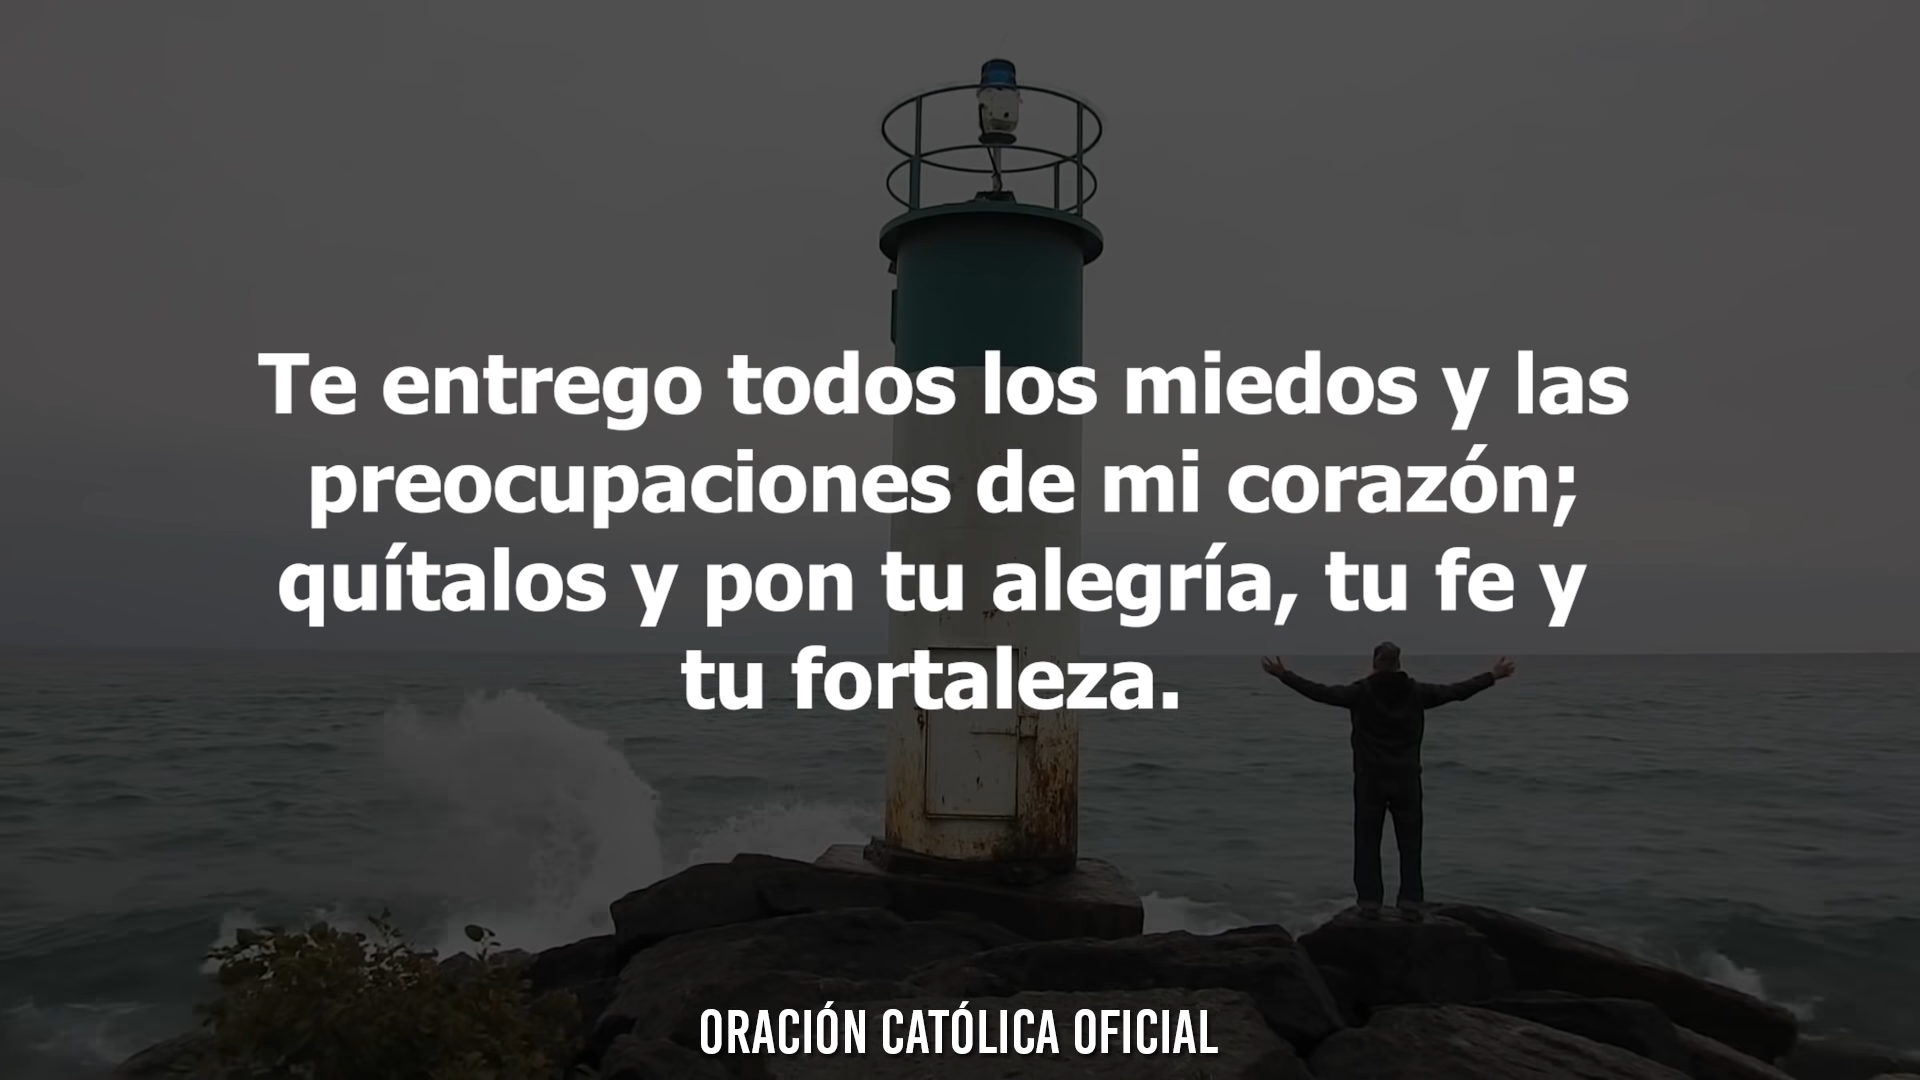 Te entrego todos los miedos y las
preocupaciones de mi corazón;
quítalos y pon tu alegría, tu fe y
tu fortaleza.
ORACIÓN CATÓLICA OFICIAL